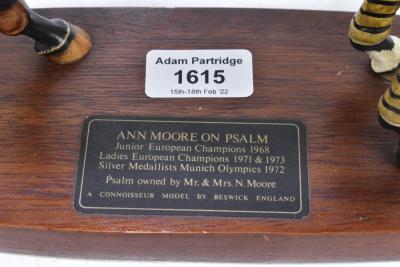 Adam Partridge
1615
15th-18th Feb '22
ANN MOORE ON PSALM
Junior European Champions 1968
Ladies European Champions 1971 & 1973
Silver Medallists Munich Olympics 1972
Psalm owned by Mr. & Mrs. N. Moore
A CONNOISSEUR MODEL BY BESWICK ENGLAND